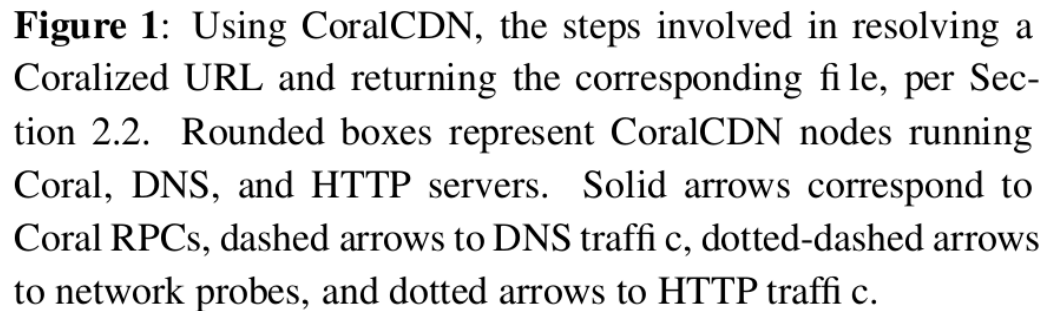 Figure 1: Using CoralCDN, the steps involved in resolving a
Coralized URL and returning the corresponding fi le, per Sec-
tion 2.2. Rounded boxes represent CoralCDN nodes running
Coral, DNS, and HTTP servers. Solid arrows correspond to
Coral RPCs, dashed arrows to DNS traffi c, dotted-dashed arrows
to network probes, and dotted arrows to HTTP traffi c.